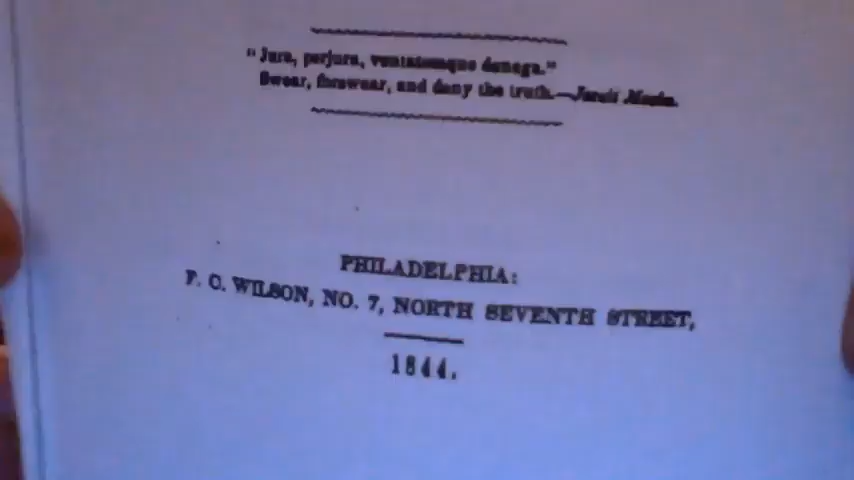 "Jura, perjura, veritatemque denega."
Swear, forswear, and deny the truth.—Jesuit Maxim.
PHILADELPHIA:
F. C. WILSON, NO. 7, NORTH SEVENTH STREET,
1844.